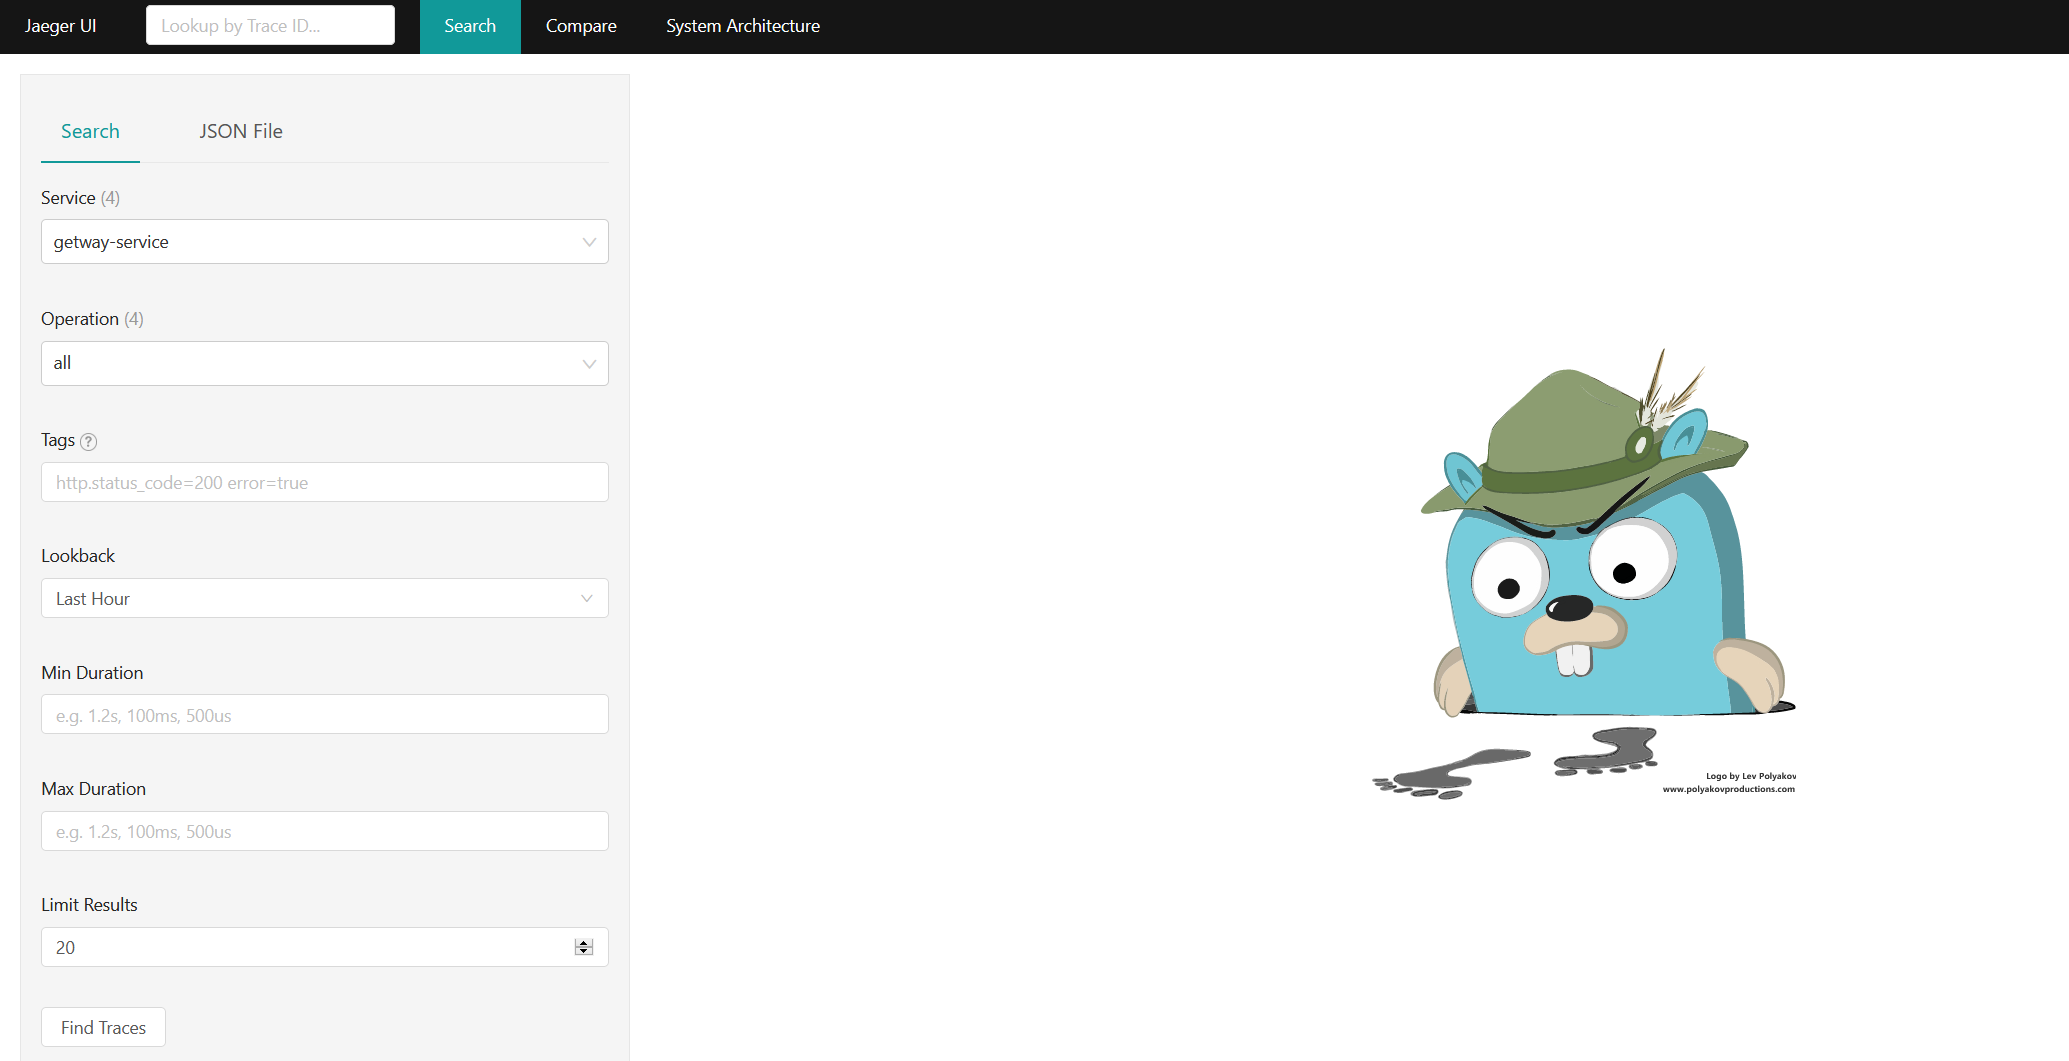 Jaeger UI
Lookup by Trace ID...
Search
Compare
System Architecture
Search
JSON File
Service (4)
getway-service
Operation (4)
all
Tags ?
http.status_code=200 error=true
Lookback
Last Hour
Min Duration
e.g. 1.2s, 100ms, 500us
Max Duration
e.g. 1.2s, 100ms, 500us
Limit Results
20
Find Traces
Logo by Lev Polyakov
www.polyakovproductions.com